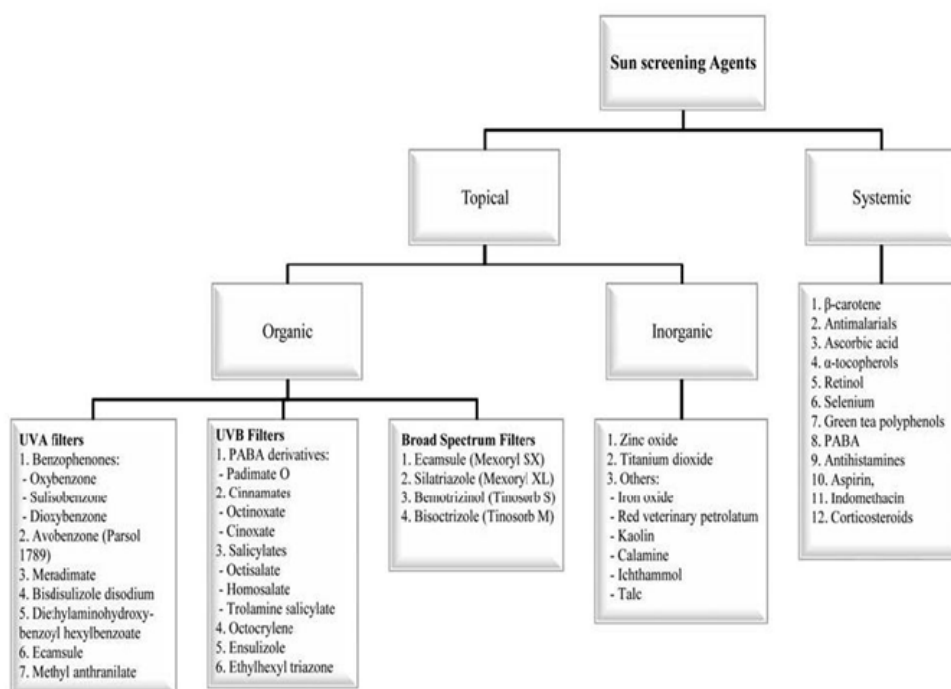 Sun screening Agents
Topical
Systemic
Organic
Inorganic
UVA filters
1. Benzophenones:
- Oxybenzone
- Sulisobenzone
- Dioxybenzone
2. Avobenzone (Parsol
1789)
3. Meradimate
4. Bisdisulizole disodium
5. Diethylaminohydroxy-
benzoyl hexylbenzoate
6. Ecamsule
7. Methyl anthranilate
UVB Filters
1. PABA derivatives:
- Padimate O
2. Cinnamates
- Octinoxate
- Cinoxate
3. Salicylates
- Octisalate
- Homosalate
- Trolamine salicylate
4. Octocrylene
5. Ensulizole
6. Ethylhexyl triazone
Broad Spectrum Filters
1. Ecamsule (Mexoryl SX)
2. Silatriazole (Mexoryl XL)
3. Bemotrizinol (Tinosorb S)
4. Bisoctrizole (Tinosorb M)
1. Zinc oxide
2. Titanium dioxide
3. Others:
- Iron oxide
- Red veterinary petrolatum
- Kaolin
- Calamine
- Ichthammol
- Talc
1. β-carotene
2. Antimalarials
3. Ascorbic acid
4. α-tocopherols
5. Retinol
6. Selenium
7. Green tea polyphenols
8. PABA
9. Antihistamines
10. Aspirin,
11. Indomethacin
12. Corticosteroids